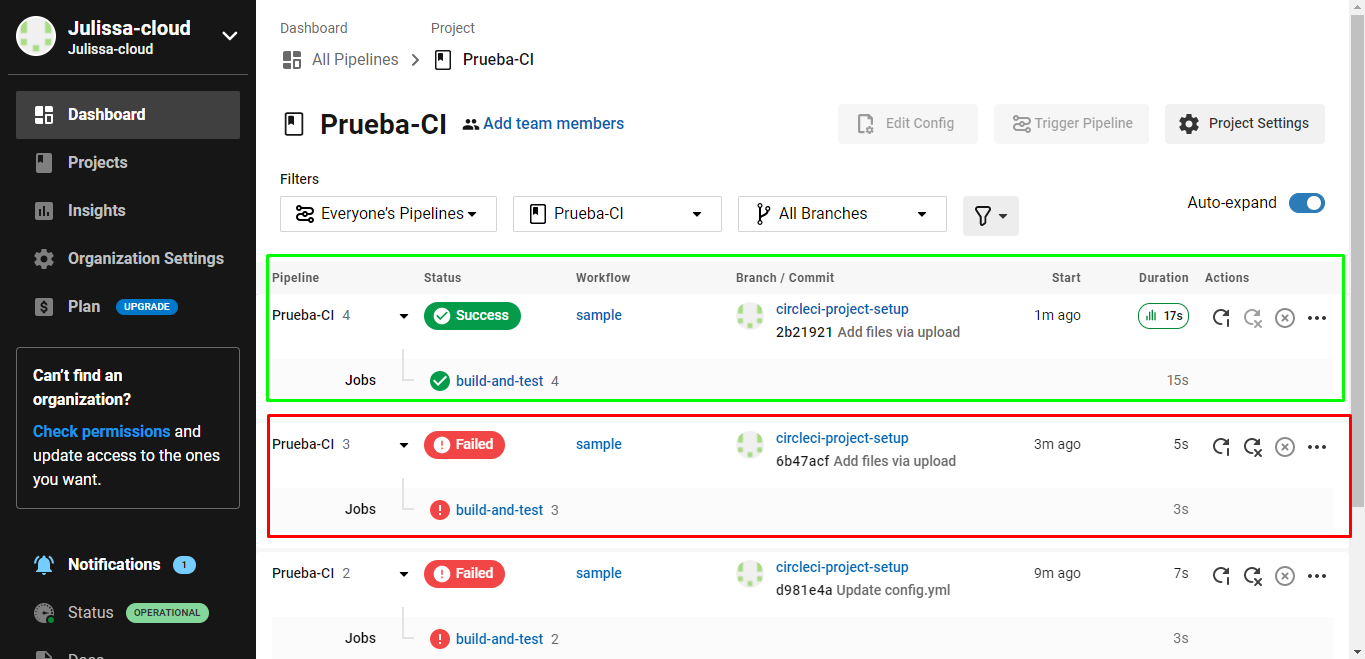 Julissa-cloud
Julissa-cloud
Dashboard
Projects
Insights
Organization Settings
Plan UPGRADE
Can't find an
organization?
Check permissions and
update access to the ones
you want.
Notifications 1
Status OPERATIONAL
Docs
Dashboard Project
All Pipelines Prueba-CI
Prueba-CI Add team members
Edit Config Trigger Pipeline Project Settings
Filters
Everyone's Pipelines Prueba-CI All Branches
Auto-expand
Pipeline Status Workflow Branch / Commit Start Duration Actions
Prueba-CI 4 Success sample circleci-project-setup 1m ago 17s
2b21921 Add files via upload
Jobs build-and-test 4 15s
Prueba-CI 3 Failed sample circleci-project-setup 3m ago 5s
6b47acf Add files via upload
Jobs build-and-test 3 3s
Prueba-CI 2 Failed sample circleci-project-setup 9m ago 7s
d981e4a Update config.yml
Jobs build-and-test 2 3s